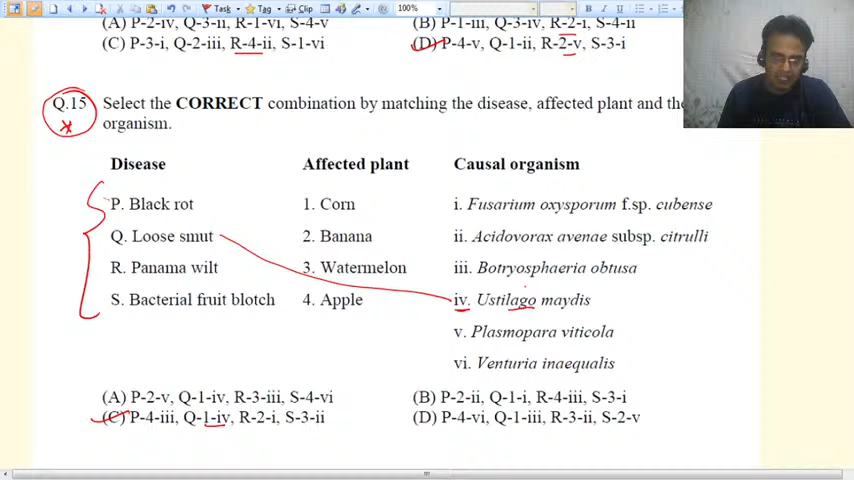 Task Tag Clip 100% B I U
(A) P-2-iv, Q-3-ii, R-1-vi, S-4-v (B) P-1-iii, Q-3-iv, R-2-i, S-4-ii
(C) P-3-i, Q-2-iii, R-4-ii, S-1-vi (D) P-4-v, Q-1-ii, R-2-v, S-3-i
Q.15 Select the CORRECT combination by matching the disease, affected plant and the
organism.
Disease Affected plant Causal organism
P. Black rot 1. Corn i. Fusarium oxysporum f.sp. cubense
Q. Loose smut 2. Banana ii. Acidovorax avenae subsp. citrulli
R. Panama wilt 3. Watermelon iii. Botryosphaeria obtusa
S. Bacterial fruit blotch 4. Apple iv. Ustilago maydis
v. Plasmopara viticola
vi. Venturia inaequalis
(A) P-2-v, Q-1-iv, R-3-iii, S-4-vi (B) P-2-ii, Q-1-i, R-4-iii, S-3-i
(C) P-4-iii, Q-1-iv, R-2-i, S-3-ii (D) P-4-vi, Q-1-iii, R-3-ii, S-2-v